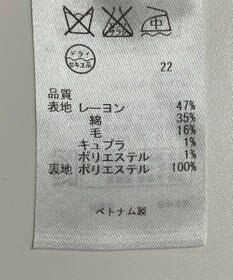 中
ドライ
セキユ系
22
品質
表地 レーヨン 47%
綿 35%
毛 16%
キュプラ 1%
ポリエステル 1%
裏地 ポリエステル 100%
ベトナム製